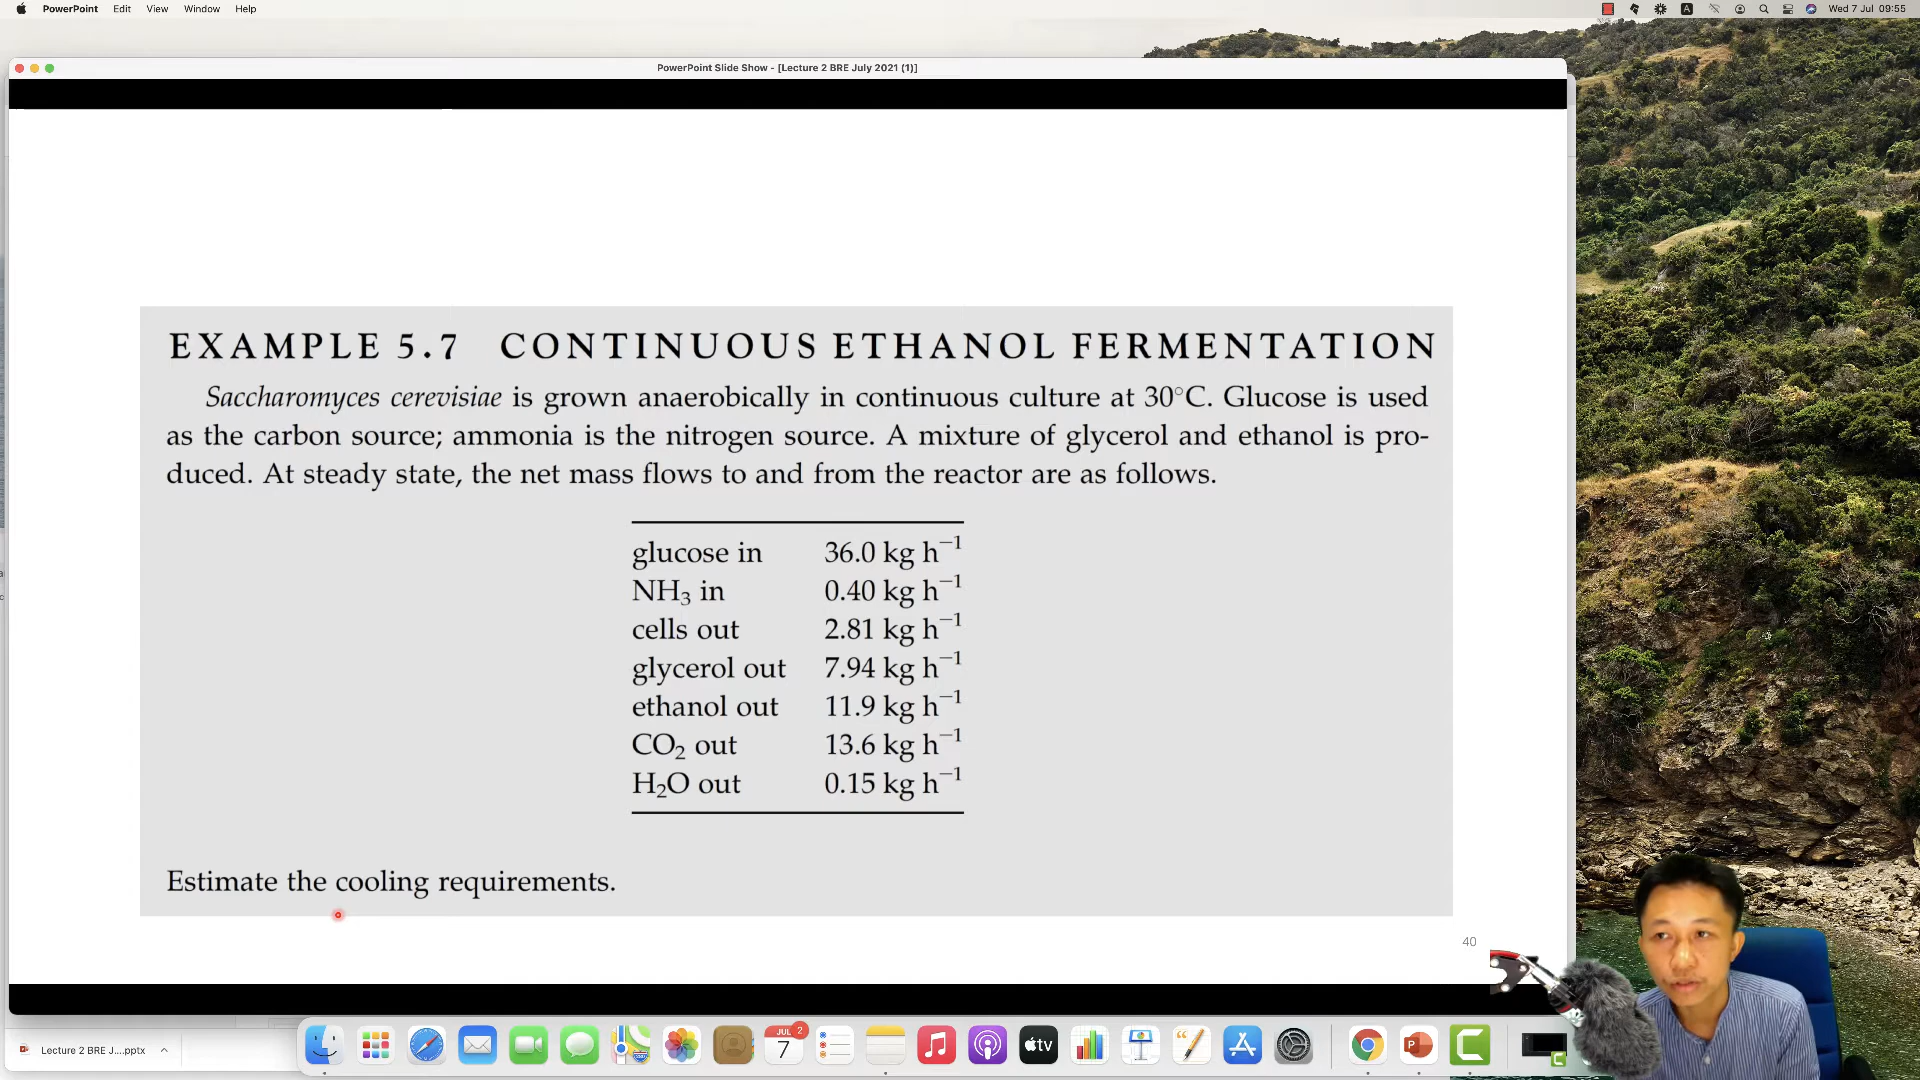 PowerPoint Edit View Window Help
Wed 7 Jul 09:55
PowerPoint Slide Show - [Lecture 2 BRE July 2021 (1)]
EXAMPLE 5.7 CONTINUOUS ETHANOL FERMENTATION
Saccharomyces cerevisiae is grown anaerobically in continuous culture at 30°C. Glucose is used
as the carbon source; ammonia is the nitrogen source. A mixture of glycerol and ethanol is pro-
duced. At steady state, the net mass flows to and from the reactor are as follows.
glucose in 36.0 kg h⁻¹
NH₃ in 0.40 kg h⁻¹
cells out 2.81 kg h⁻¹
glycerol out 7.94 kg h⁻¹
ethanol out 11.9 kg h⁻¹
CO₂ out 13.6 kg h⁻¹
H₂O out 0.15 kg h⁻¹
Estimate the cooling requirements.
40
Lecture 2 BRE J....pptx
JUL
7
2
tv